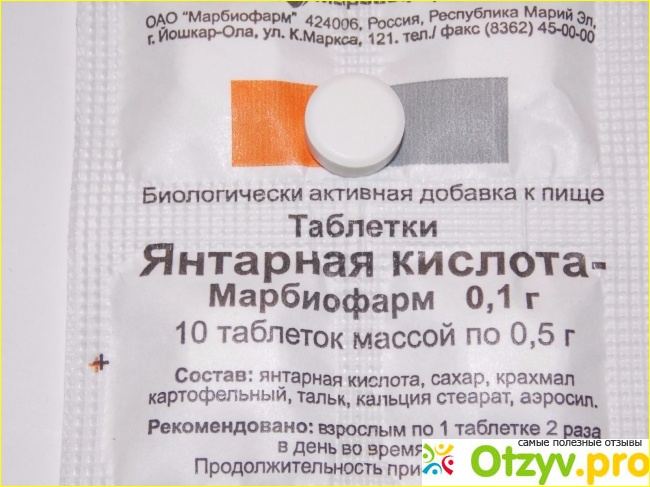 ОАО "Марбиофарм" 424006, Россия, Республика Марий Эл,
г. Йошкар-Ола, ул. К.Маркса, 121. тел./ факс (8362) 45-00-00
Биологически активная добавка к пище
Таблетки
Янтарная кислота-
Марбиофарм 0,1 г
10 таблеток массой по 0,5 г
Состав: янтарная кислота, сахар, крахмал
картофельный, тальк, кальция стеарат, аэросил.
Рекомендовано: взрослым по 1 таблетке 2 раза
в день во время
Продолжительность
самые полезные отзывы
Otzyv.pro